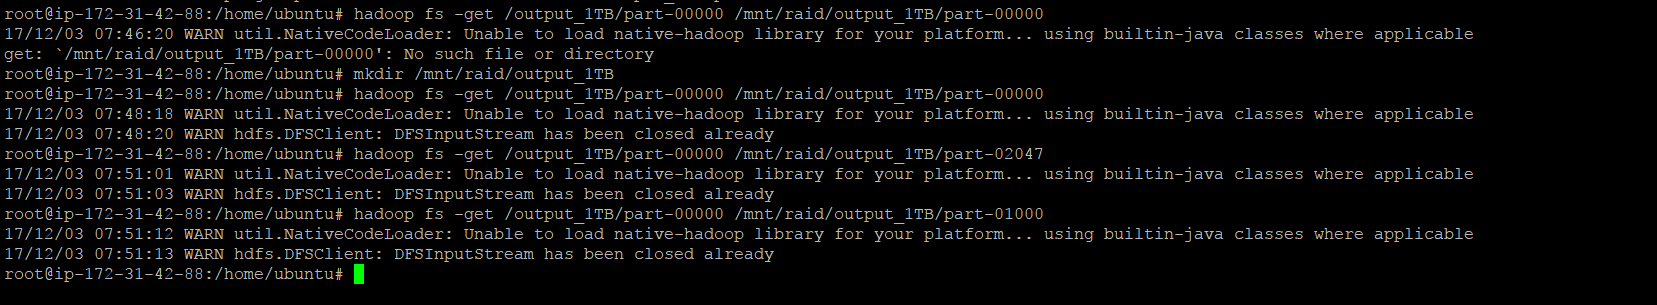 root@ip-172-31-42-88:/home/ubuntu# hadoop fs -get /output_1TB/part-00000 /mnt/raid/output_1TB/part-00000
17/12/03 07:46:20 WARN util.NativeCodeLoader: Unable to load native-hadoop library for your platform... using builtin-java classes where applicable
get: `/mnt/raid/output_1TB/part-00000': No such file or directory
root@ip-172-31-42-88:/home/ubuntu# mkdir /mnt/raid/output_1TB
root@ip-172-31-42-88:/home/ubuntu# hadoop fs -get /output_1TB/part-00000 /mnt/raid/output_1TB/part-00000
17/12/03 07:48:18 WARN util.NativeCodeLoader: Unable to load native-hadoop library for your platform... using builtin-java classes where applicable
17/12/03 07:48:20 WARN hdfs.DFSClient: DFSInputStream has been closed already
root@ip-172-31-42-88:/home/ubuntu# hadoop fs -get /output_1TB/part-00000 /mnt/raid/output_1TB/part-02047
17/12/03 07:51:01 WARN util.NativeCodeLoader: Unable to load native-hadoop library for your platform... using builtin-java classes where applicable
17/12/03 07:51:03 WARN hdfs.DFSClient: DFSInputStream has been closed already
root@ip-172-31-42-88:/home/ubuntu# hadoop fs -get /output_1TB/part-00000 /mnt/raid/output_1TB/part-01000
17/12/03 07:51:12 WARN util.NativeCodeLoader: Unable to load native-hadoop library for your platform... using builtin-java classes where applicable
17/12/03 07:51:13 WARN hdfs.DFSClient: DFSInputStream has been closed already
root@ip-172-31-42-88:/home/ubuntu#